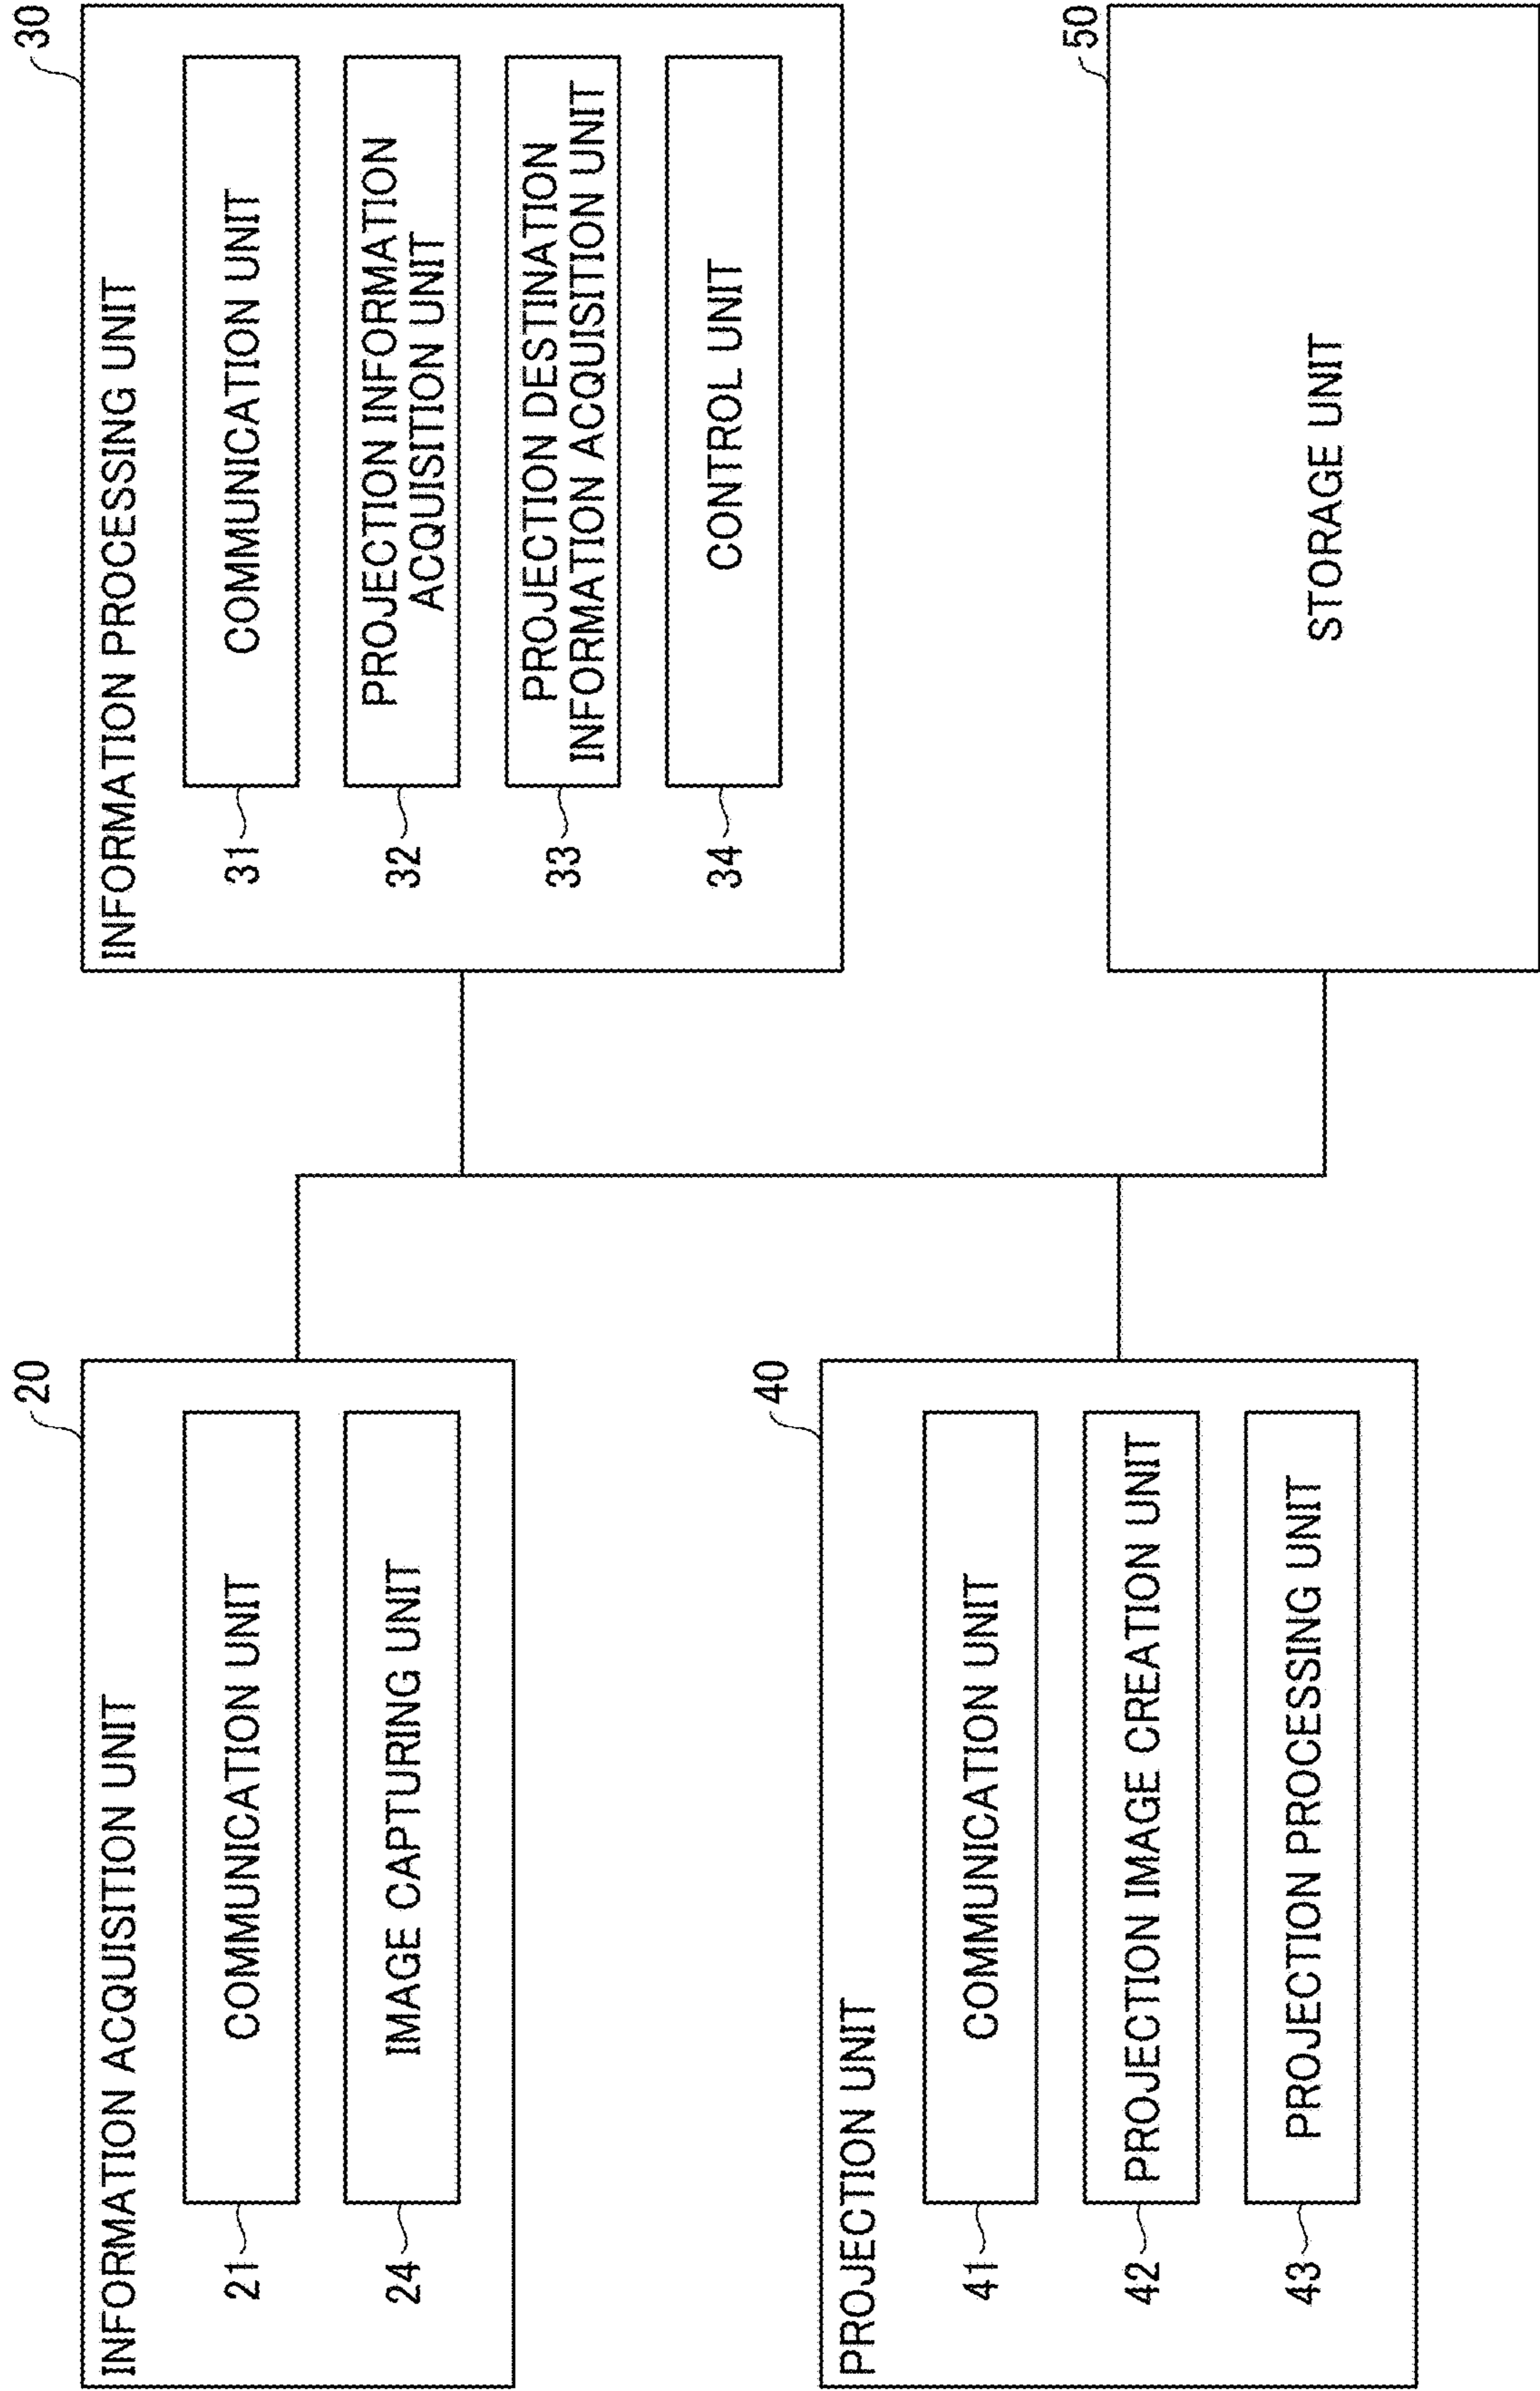 20
INFORMATION ACQUISITION UNIT
21
COMMUNICATION UNIT
24
IMAGE CAPTURING UNIT
30
INFORMATION PROCESSING UNIT
31
COMMUNICATION UNIT
32
PROJECTION INFORMATION
ACQUISITION UNIT
33
PROJECTION DESTINATION
INFORMATION ACQUISITION UNIT
34
CONTROL UNIT
40
PROJECTION UNIT
41
COMMUNICATION UNIT
42
PROJECTION IMAGE CREATION UNIT
43
PROJECTION PROCESSING UNIT
50
STORAGE UNIT